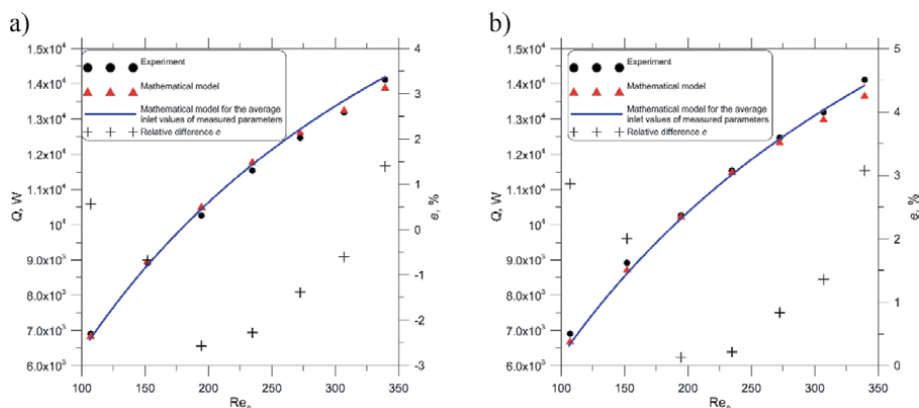 a)
1.5x10⁴
1.4x10⁴
1.3x10⁴
1.2x10⁴
1.1x10⁴
10⁴
9.0x10³
8.0x10³
7.0x10³
6.0x10³
Q, W
Experiment
Mathematical model
Mathematical model for the average
inlet values of measured parameters
Relative difference e
4
3
2
1
0
-1
-2
-3
e, %
100 150 200 250 300 350
Re
b)
1.5x10⁴
1.4x10⁴
1.3x10⁴
1.2x10⁴
1.1x10⁴
10⁴
9.0x10³
8.0x10³
7.0x10³
6.0x10³
Q, W
Experiment
Mathematical model
Mathematical model for the average
inlet values of measured parameters
Relative difference e
5
4
3
2
1
0
e, %
100 150 200 250 300 350
Re